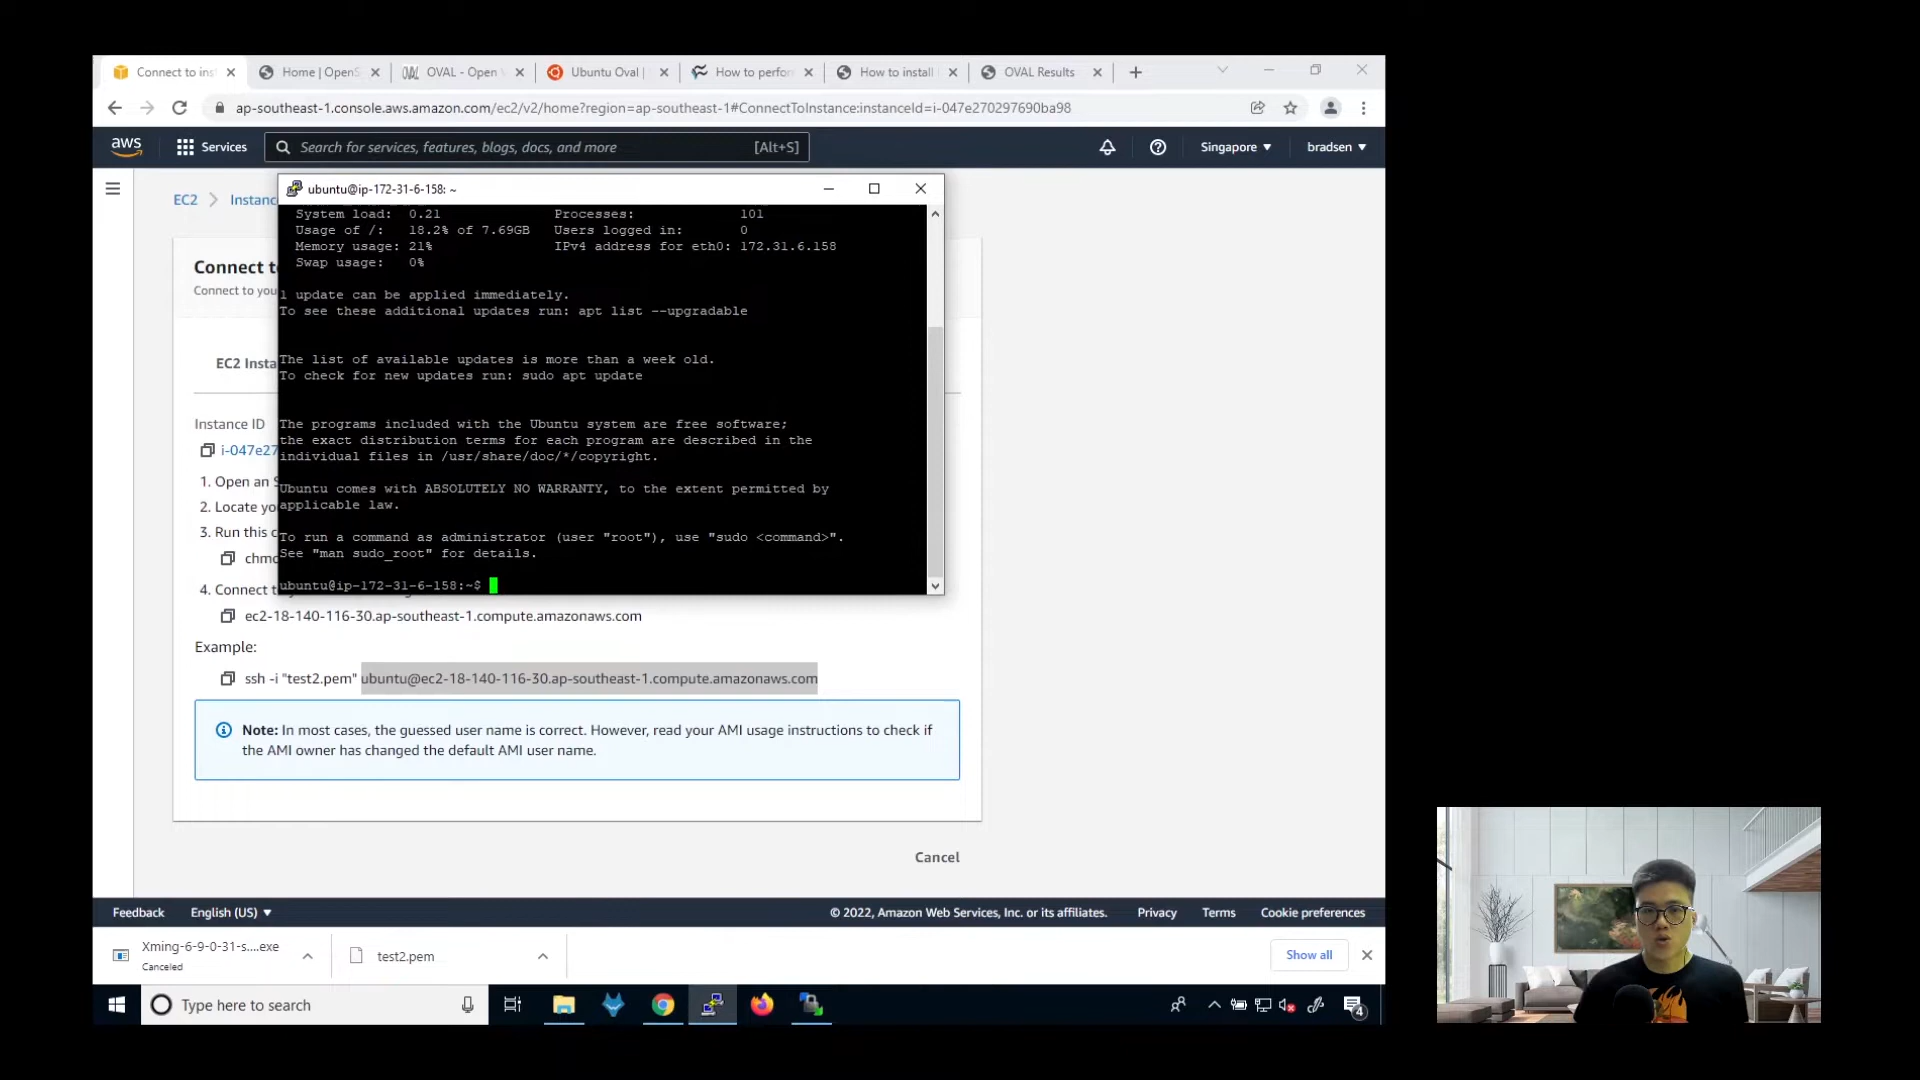 Connect to ins
Home | OpenS
OVAL - Open V
Ubuntu Oval |
How to perfor
How to install
OVAL Results
ap-southeast-1.console.aws.amazon.com/ec2/v2/home?region=ap-southeast-1#ConnectToInstance:instanceId=i-047e270297690ba98
aws
Services
Search for services, features, blogs, docs, and more
[Alt+S]
Singapore
bradsen
EC2
Instanc
ubuntu@ip-172-31-6-158: ~
System load: 0.21 Processes: 101
Usage of /: 18.2% of 7.69GB Users logged in: 0
Memory usage: 21% IPv4 address for eth0: 172.31.6.158
Swap usage: 0%
1 update can be applied immediately.
To see these additional updates run: apt list --upgradable
The list of available updates is more than a week old.
To check for new updates run: sudo apt update
The programs included with the Ubuntu system are free software;
the exact distribution terms for each program are described in the
individual files in /usr/share/doc/*/copyright.
Ubuntu comes with ABSOLUTELY NO WARRANTY, to the extent permitted by
applicable law.
To run a command as administrator (user "root"), use "sudo <command>".
See "man sudo_root" for details.
ubuntu@ip-172-31-6-158:~$
Connect to
Connect to you
EC2 Insta
Instance ID
i-047e27
1. Open an S
2. Locate yo
3. Run this c
chmo
4. Connect t
ec2-18-140-116-30.ap-southeast-1.compute.amazonaws.com
Example:
ssh -i "test2.pem" ubuntu@ec2-18-140-116-30.ap-southeast-1.compute.amazonaws.com
Note: In most cases, the guessed user name is correct. However, read your AMI usage instructions to check if
the AMI owner has changed the default AMI user name.
Cancel
Feedback
English (US)
© 2022, Amazon Web Services, Inc. or its affiliates.
Privacy
Terms
Cookie preferences
Xming-6-9-0-31-s....exe
Canceled
test2.pem
Show all
Type here to search
4